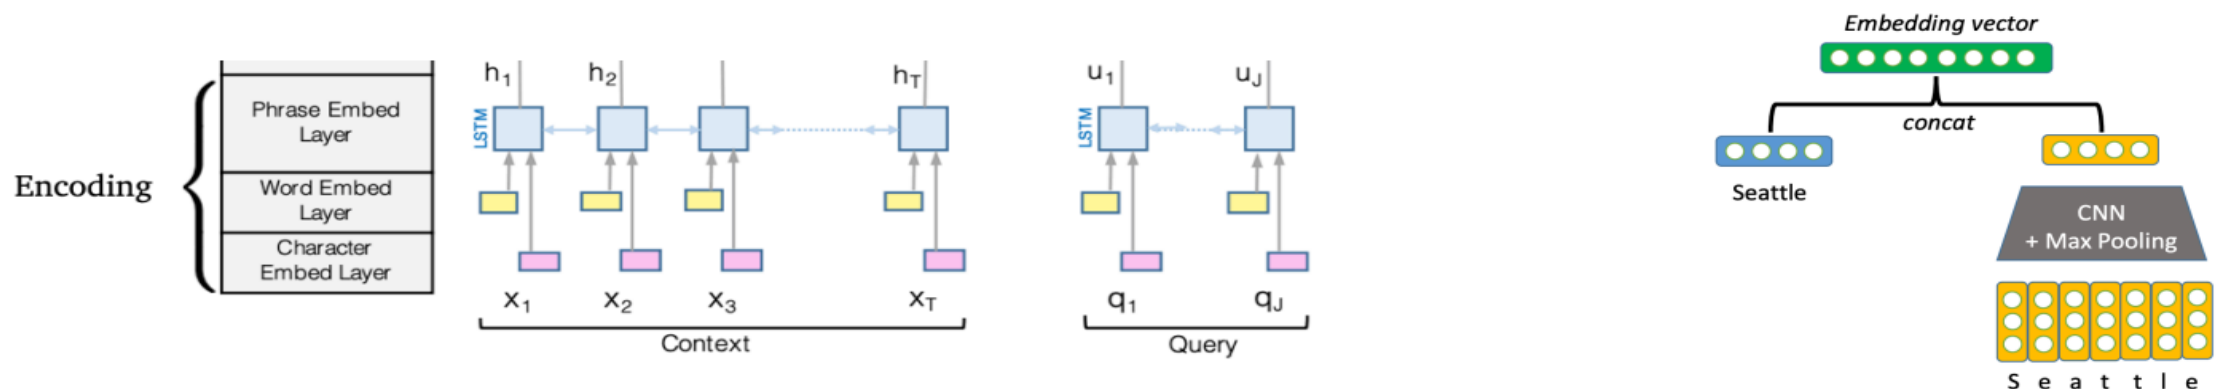 Encoding
Phrase Embed
Layer
Word Embed
Layer
Character
Embed Layer
h1 h2 hT
LSTM
x1 x2 x3 xT
Context
u1 uJ
LSTM
q1 qJ
Query
Embedding vector
concat
Seattle
CNN
+ Max Pooling
S e a t t l e